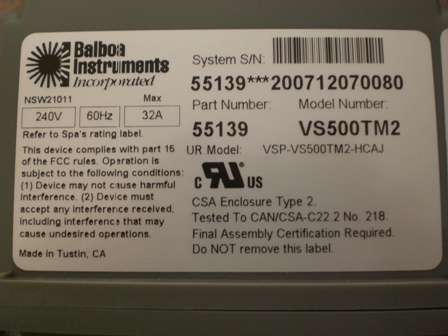 Balboa
Instruments
Incorporated
System S/N:
55139***200712070080
NSW21011
Max
240V
60Hz
32A
Part Number:
Model Number:
55139
VS500TM2
Refer to Spa's rating label.
UR Model: VSP-VS500TM2-HCAJ
This device complies with part 15
of the FCC rules. Operation is
subject to the following conditions:
(1) Device may not cause harmful
interference. (2) Device must
accept any interference received,
including interference that may
cause undesired operations.
Made in Tustin, CA
C RU US
CSA Enclosure Type 2.
Tested To CAN/CSA-C22.2 No. 218.
Final Assembly Certification Required.
Do NOT remove this label.